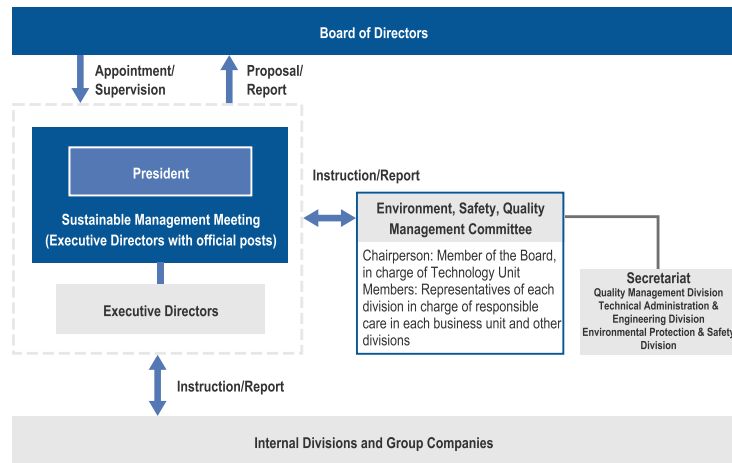 Board of Directors
Appointment/
Supervision
Proposal/
Report
President
Sustainable Management Meeting
(Executive Directors with official posts)
Executive Directors
Instruction/Report
Environment, Safety, Quality
Management Committee
Chairperson: Member of the Board,
in charge of Technology Unit
Members: Representatives of each
division in charge of responsible
care in each business unit and other
divisions
Secretariat
Quality Management Division
Technical Administration &
Engineering Division
Environmental Protection & Safety
Division
Instruction/Report
Internal Divisions and Group Companies